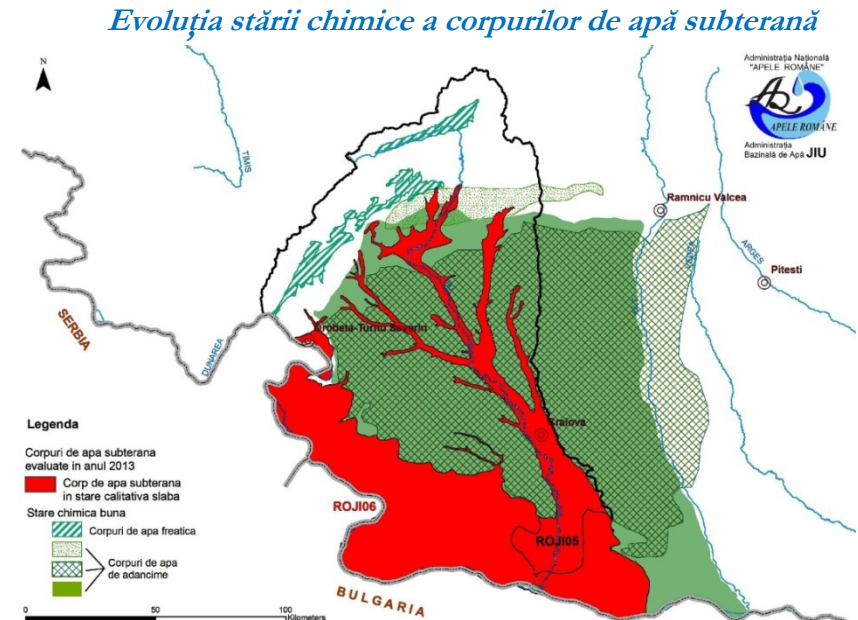 Evoluția stării chimice a corpurilor de apă subterană
Administraţia Naţională
"APELE ROMÂNE"
APELE ROMÂNE
Administraţia
Bazinală de Apă JIU
N
TIMIS
Ramnicu Valcea
ARGES
Pitesti
SERBIA
DUNAREA
Drobeta-Turnu Severin
Craiova
Legenda
Corpuri de apa subterana
evaluate in anul 2013
Corp de apa subterana
in stare calitativa slaba
Stare chimica buna
Corpuri de apa freatica
Corpuri de apa
de adancime
ROJI06
ROJI05
BULGARIA
0 50 100
Kilometers